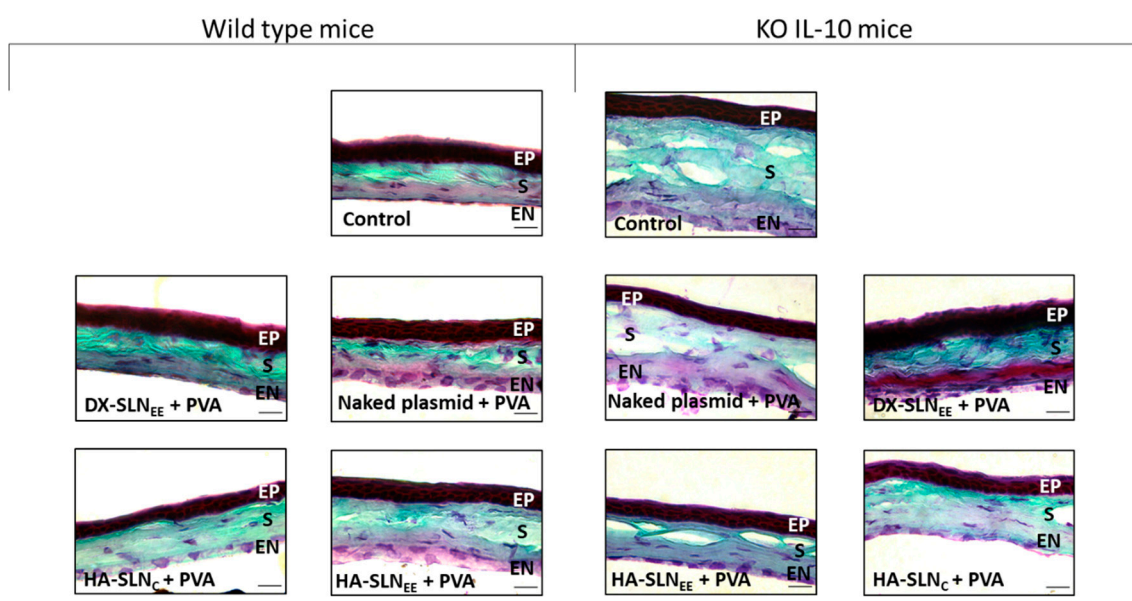 Wild type mice
KO IL-10 mice
EP
S
EN
Control
EP
S
EN
Control
EP
S
EN
DX-SLNEE + PVA
EP
S
EN
Naked plasmid + PVA
EP
S
EN
Naked plasmid + PVA
EP
S
EN
DX-SLNEE + PVA
EP
S
EN
HA-SLNC + PVA
EP
S
EN
HA-SLNEE + PVA
EP
S
EN
HA-SLNEE + PVA
EP
S
EN
HA-SLNC + PVA